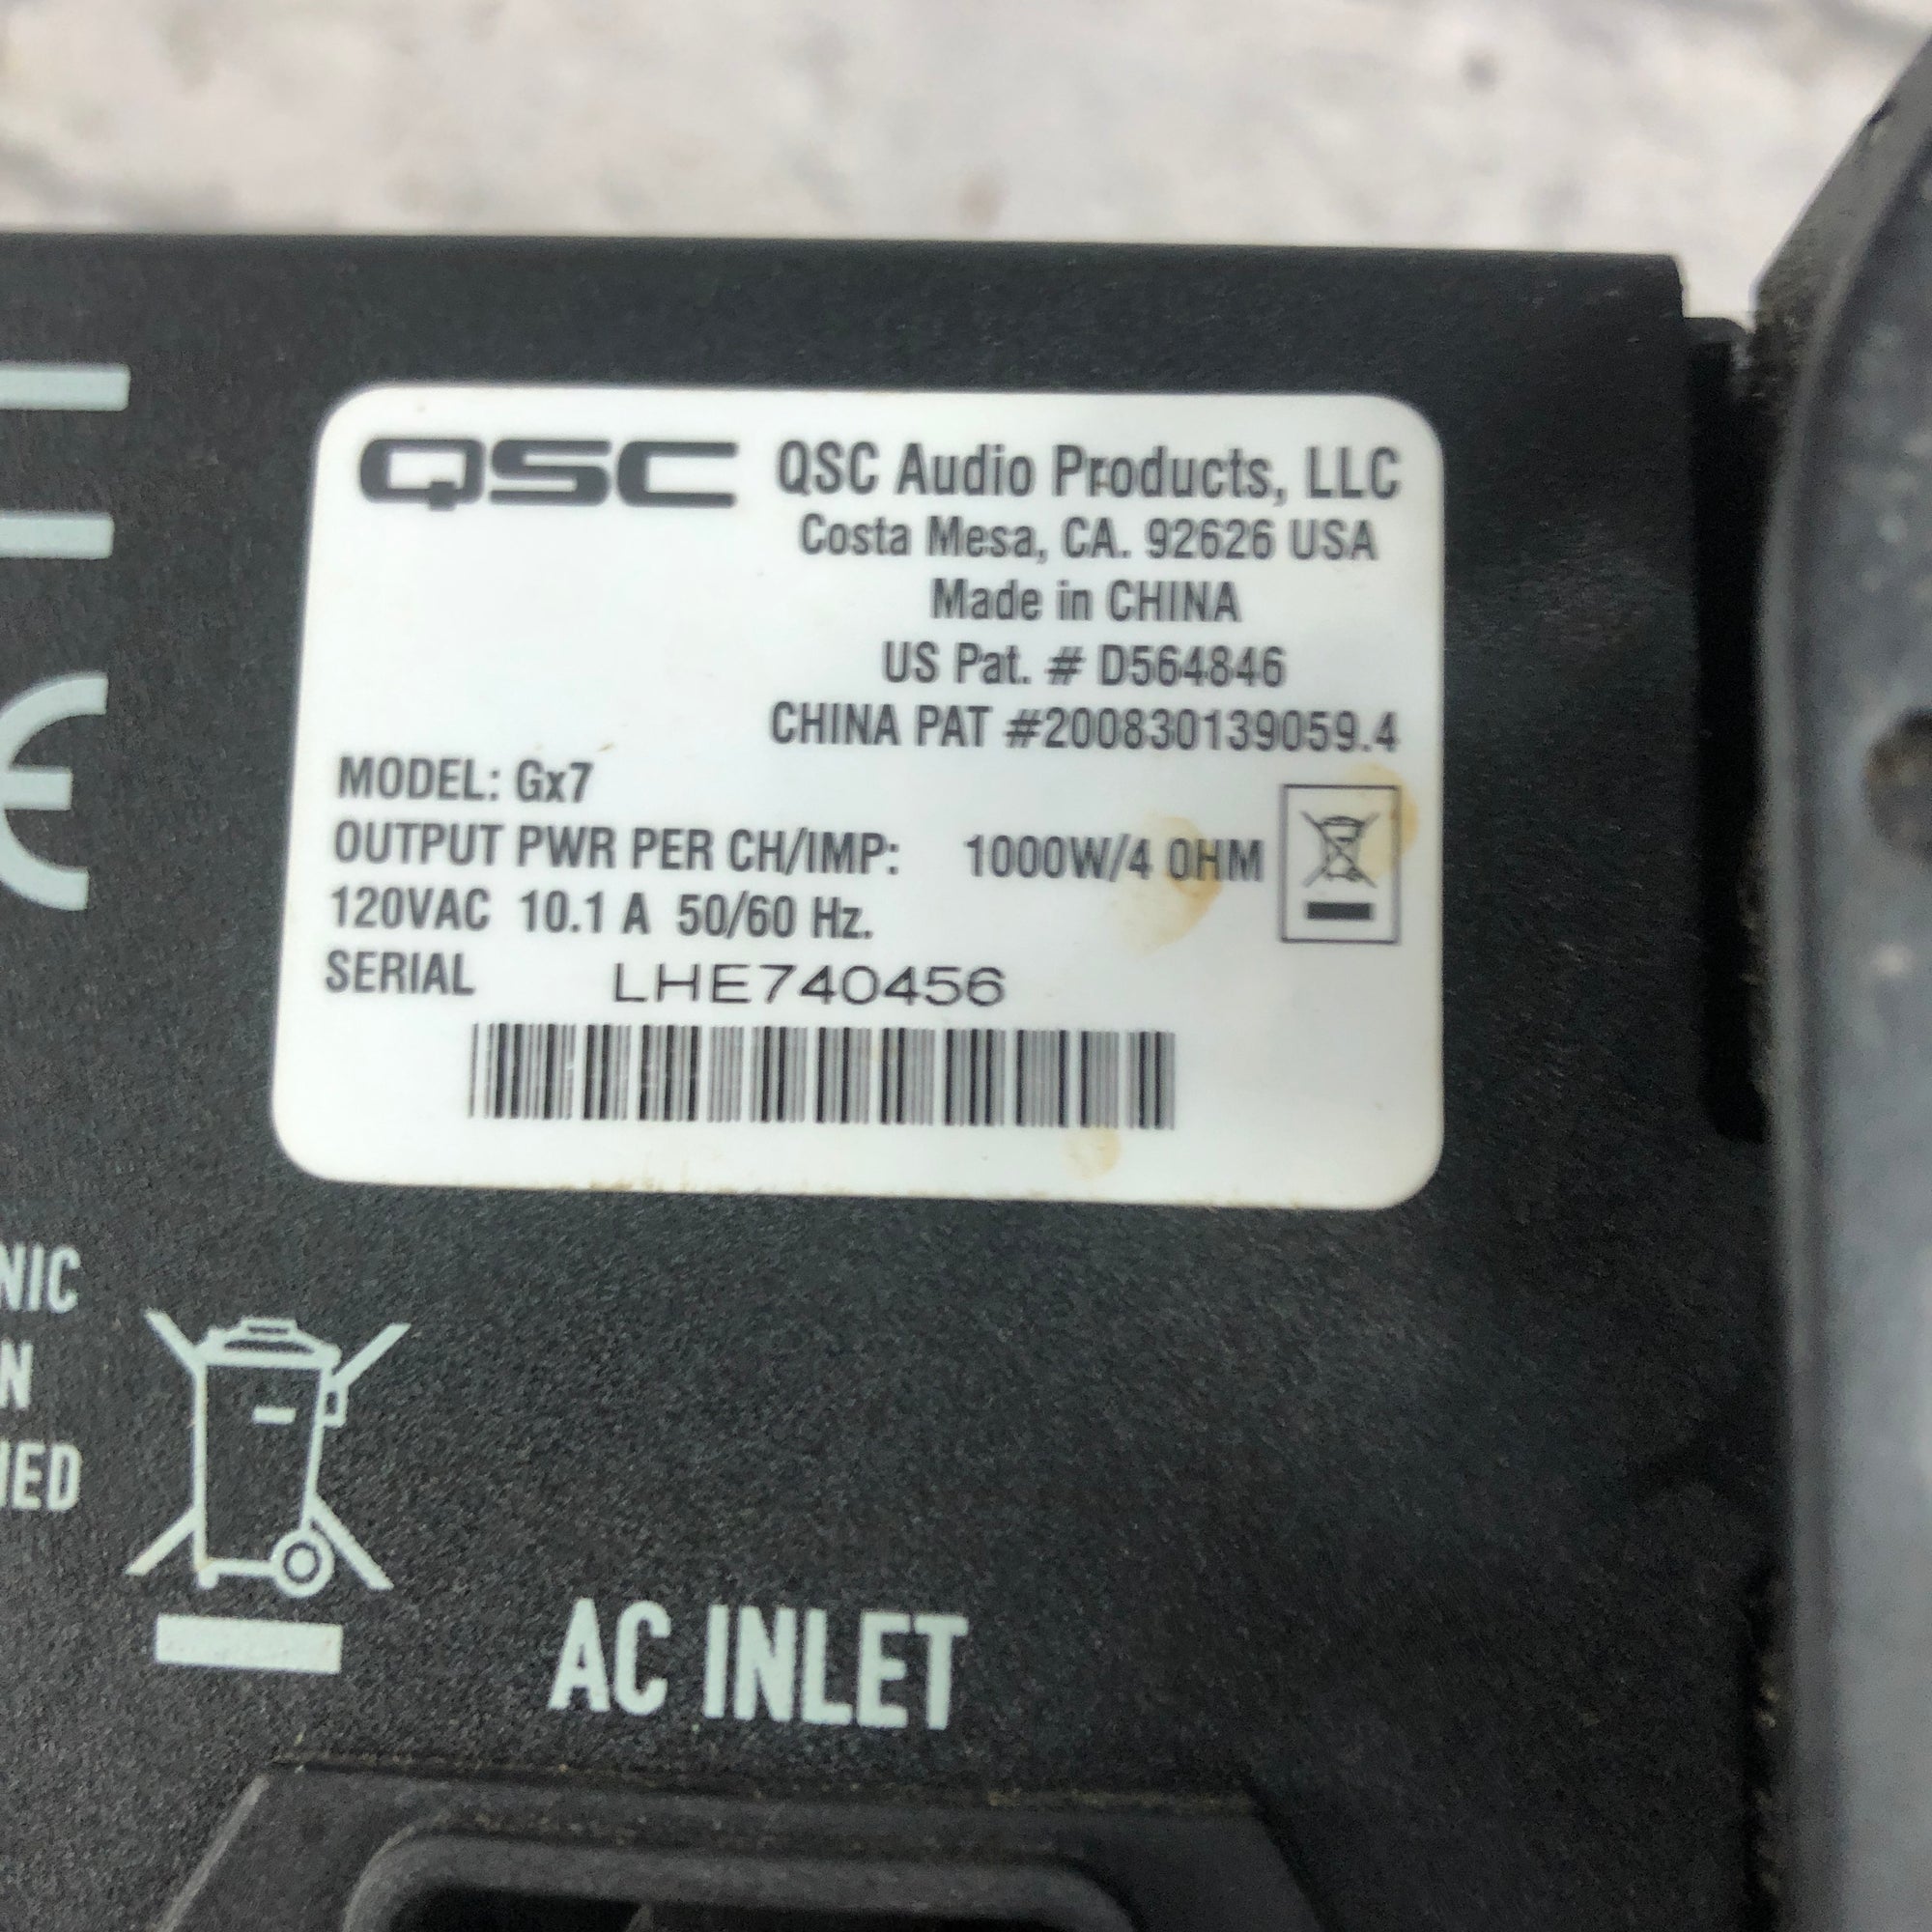 QSC QSC Audio Products, LLC
Costa Mesa, CA. 92626 USA
Made in CHINA
US Pat. # D564846
CHINA PAT #200830139059.4
MODEL: Gx7
OUTPUT PWR PER CH/IMP: 1000W/4 OHM
120VAC 10.1 A 50/60 Hz.
SERIAL LHE740456
CE
NIC
N
IED
AC INLET